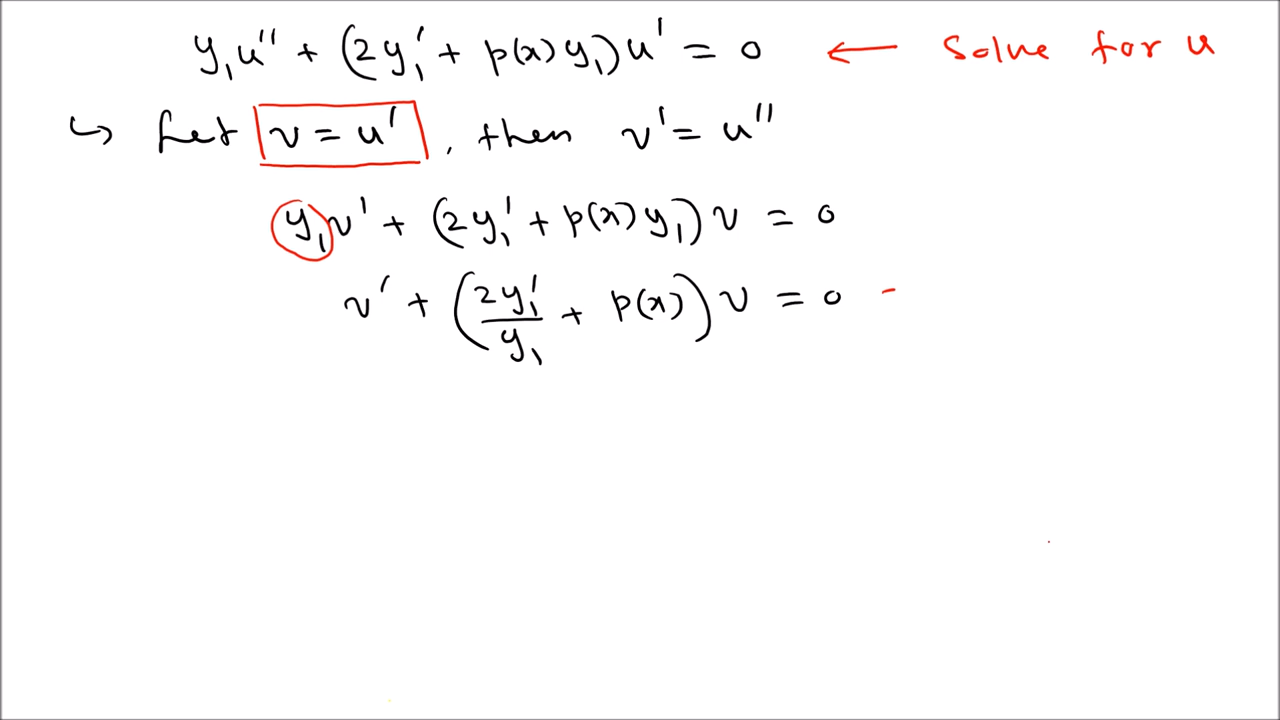 y₁u'' + (2y₁' + p(x)y₁)u' = 0 ← Solve for u
↳ Let v = u', then v' = u''
y₁v' + (2y₁' + p(x)y₁)v = 0
v' + (2y₁'/y₁ + p(x))v = 0 -